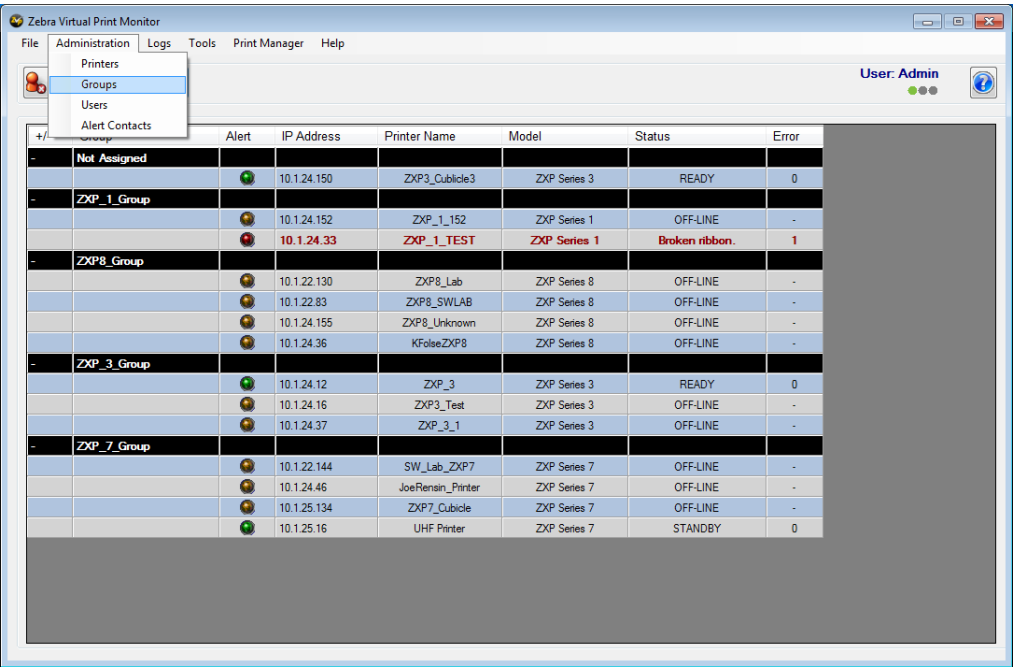 Zebra Virtual Print Monitor
File Administration Logs Tools Print Manager Help
Printers
Groups
Users
Alert Contacts
User: Admin
+/- Group Alert IP Address Printer Name Model Status Error
- Not Assigned
10.1.24.150 ZXP3_Cublicle3 ZXP Series 3 READY 0
- ZXP_1_Group
10.1.24.152 ZXP_1_152 ZXP Series 1 OFF-LINE -
10.1.24.33 ZXP_1_TEST ZXP Series 1 Broken ribbon. 1
- ZXP8_Group
10.1.22.130 ZXP8_Lab ZXP Series 8 OFF-LINE -
10.1.22.83 ZXP8_SWLAB ZXP Series 8 OFF-LINE -
10.1.24.155 ZXP8_Unknown ZXP Series 8 OFF-LINE -
10.1.24.36 KFolseZXP8 ZXP Series 8 OFF-LINE -
- ZXP_3_Group
10.1.24.12 ZXP_3 ZXP Series 3 READY 0
10.1.24.16 ZXP3_Test ZXP Series 3 OFF-LINE -
10.1.24.37 ZXP_3_1 ZXP Series 3 OFF-LINE -
- ZXP_7_Group
10.1.22.144 SW_Lab_ZXP7 ZXP Series 7 OFF-LINE -
10.1.24.46 JoeRensin_Printer ZXP Series 7 OFF-LINE -
10.1.25.134 ZXP7_Cubicle ZXP Series 7 OFF-LINE -
10.1.25.16 UHF Printer ZXP Series 7 STANDBY 0